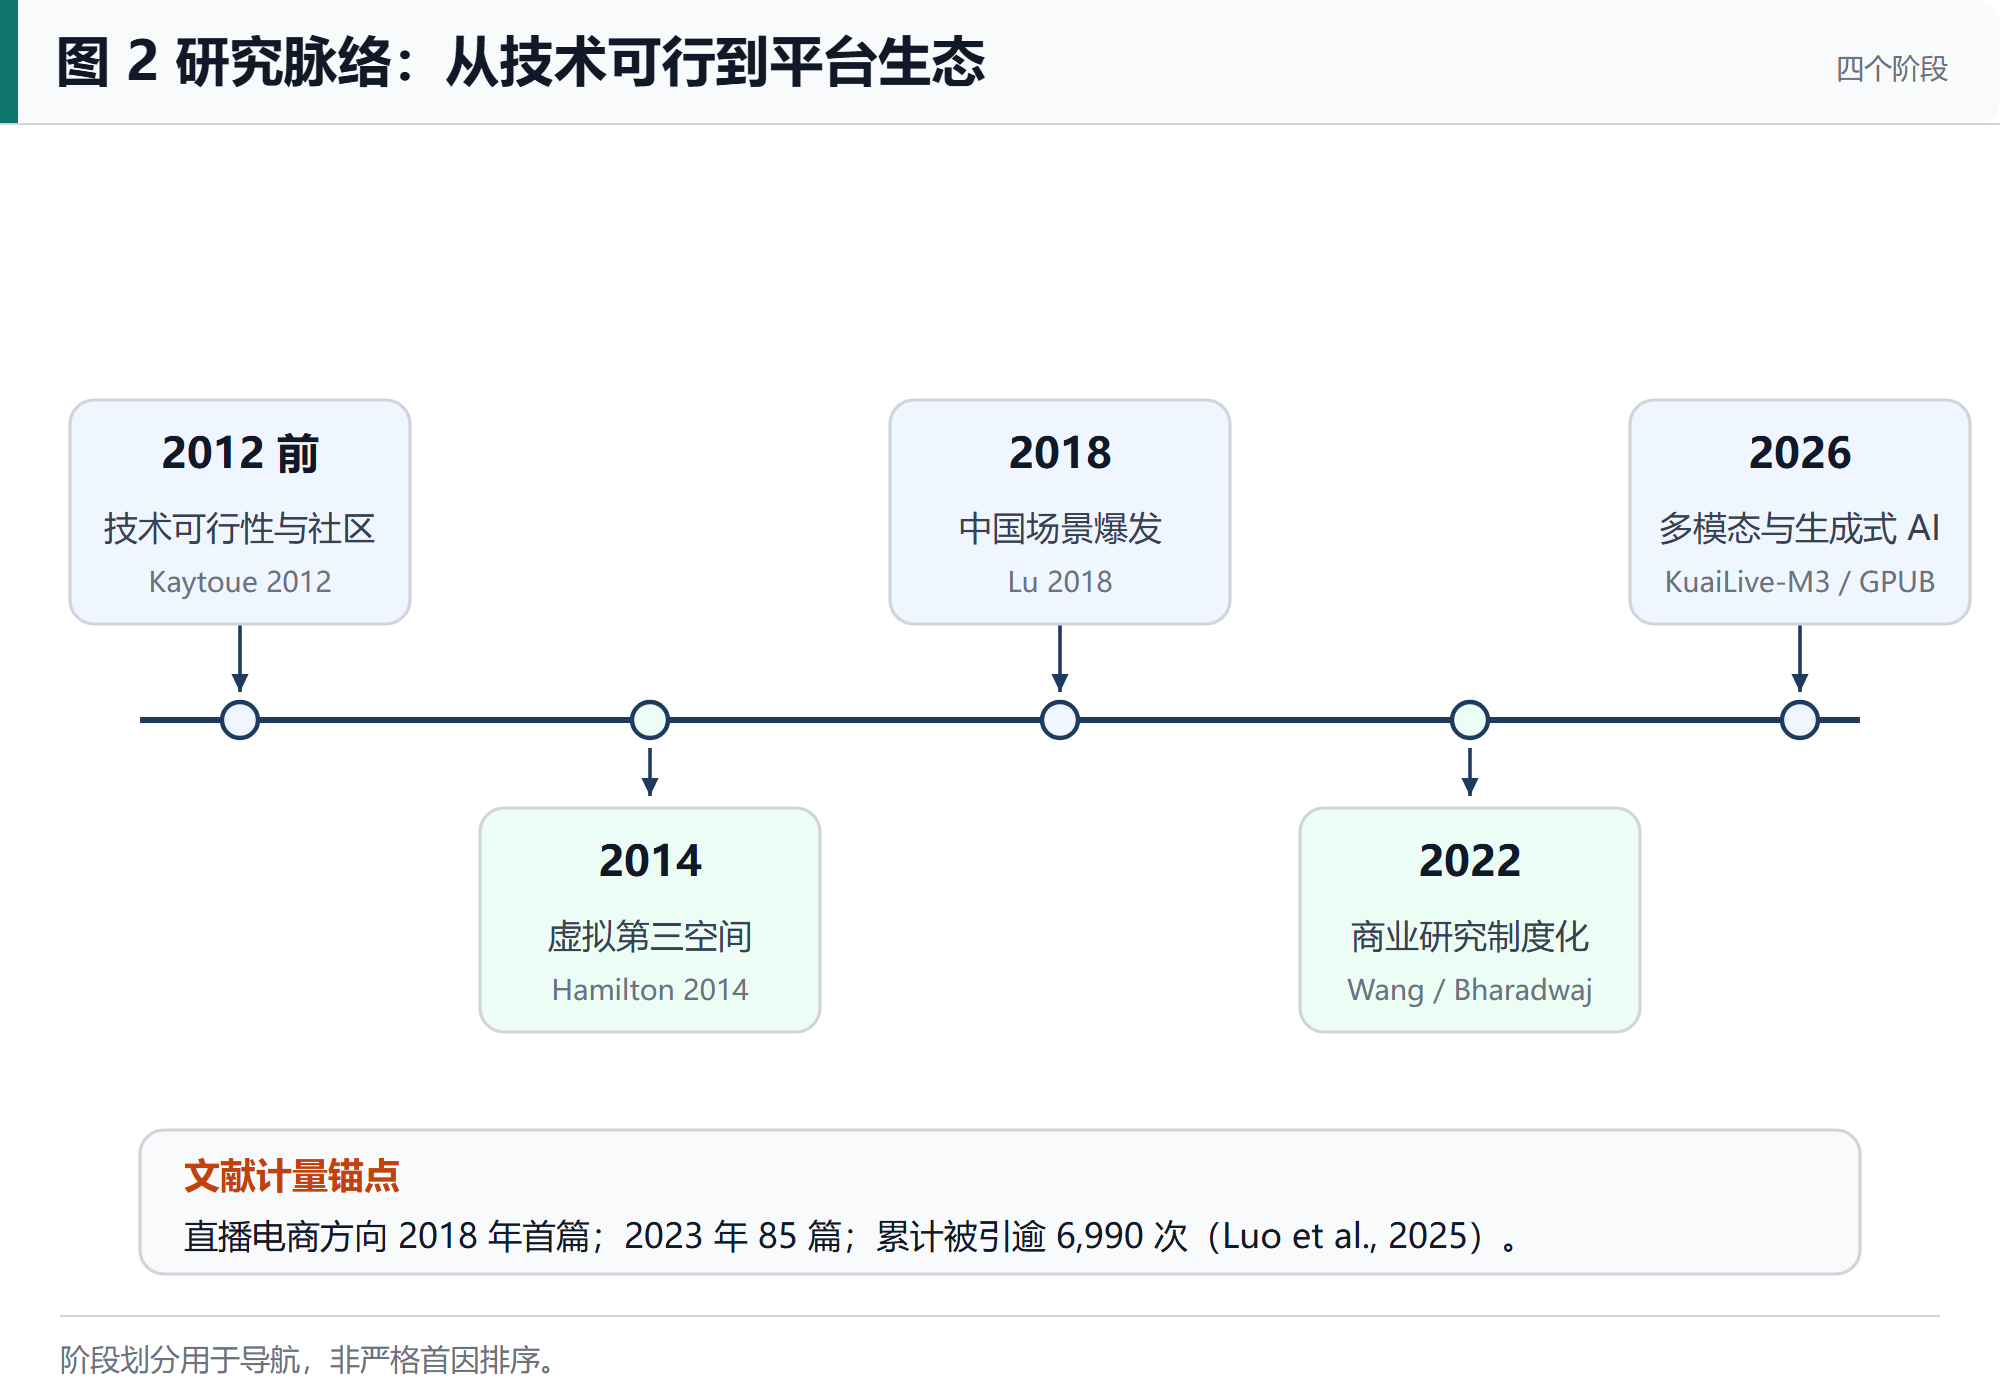 图 2 研究脉络：从技术可行到平台生态
四个阶段
2012 前
技术可行性与社区
Kaytoue 2012
2018
中国场景爆发
Lu 2018
2026
多模态与生成式 AI
KuaiLive-M3 / GPUB
2014
虚拟第三空间
Hamilton 2014
2022
商业研究制度化
Wang / Bharadwaj
文献计量锚点
直播电商方向 2018 年首篇；2023 年 85 篇；累计被引逾 6,990 次（Luo et al., 2025）。
阶段划分用于导航，非严格首因排序。